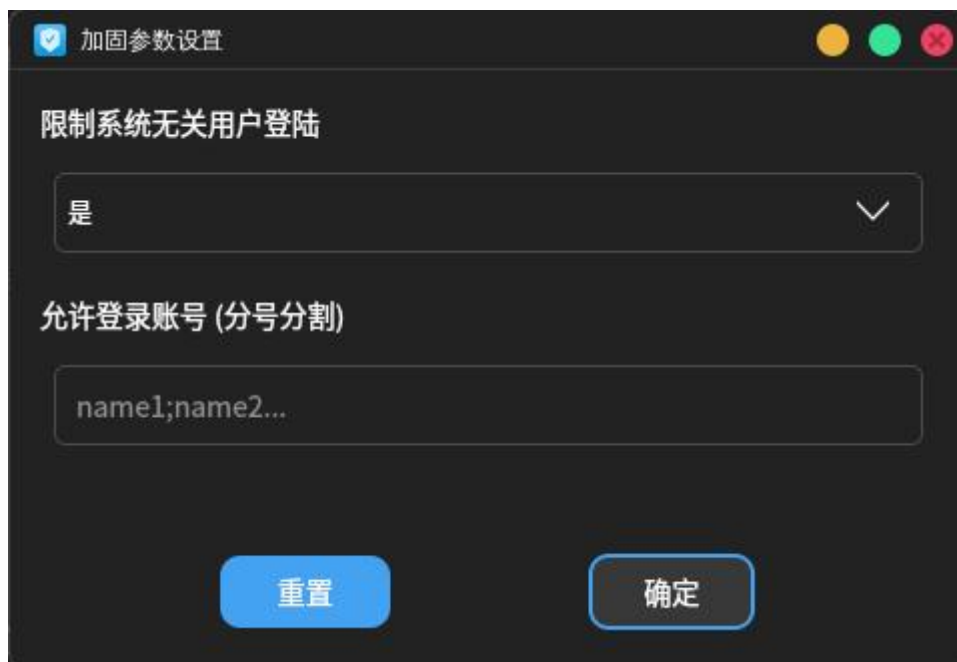 加固参数设置
限制系统无关用户登陆
是
允许登录账号 (分号分割)
name1;name2...
重置
确定